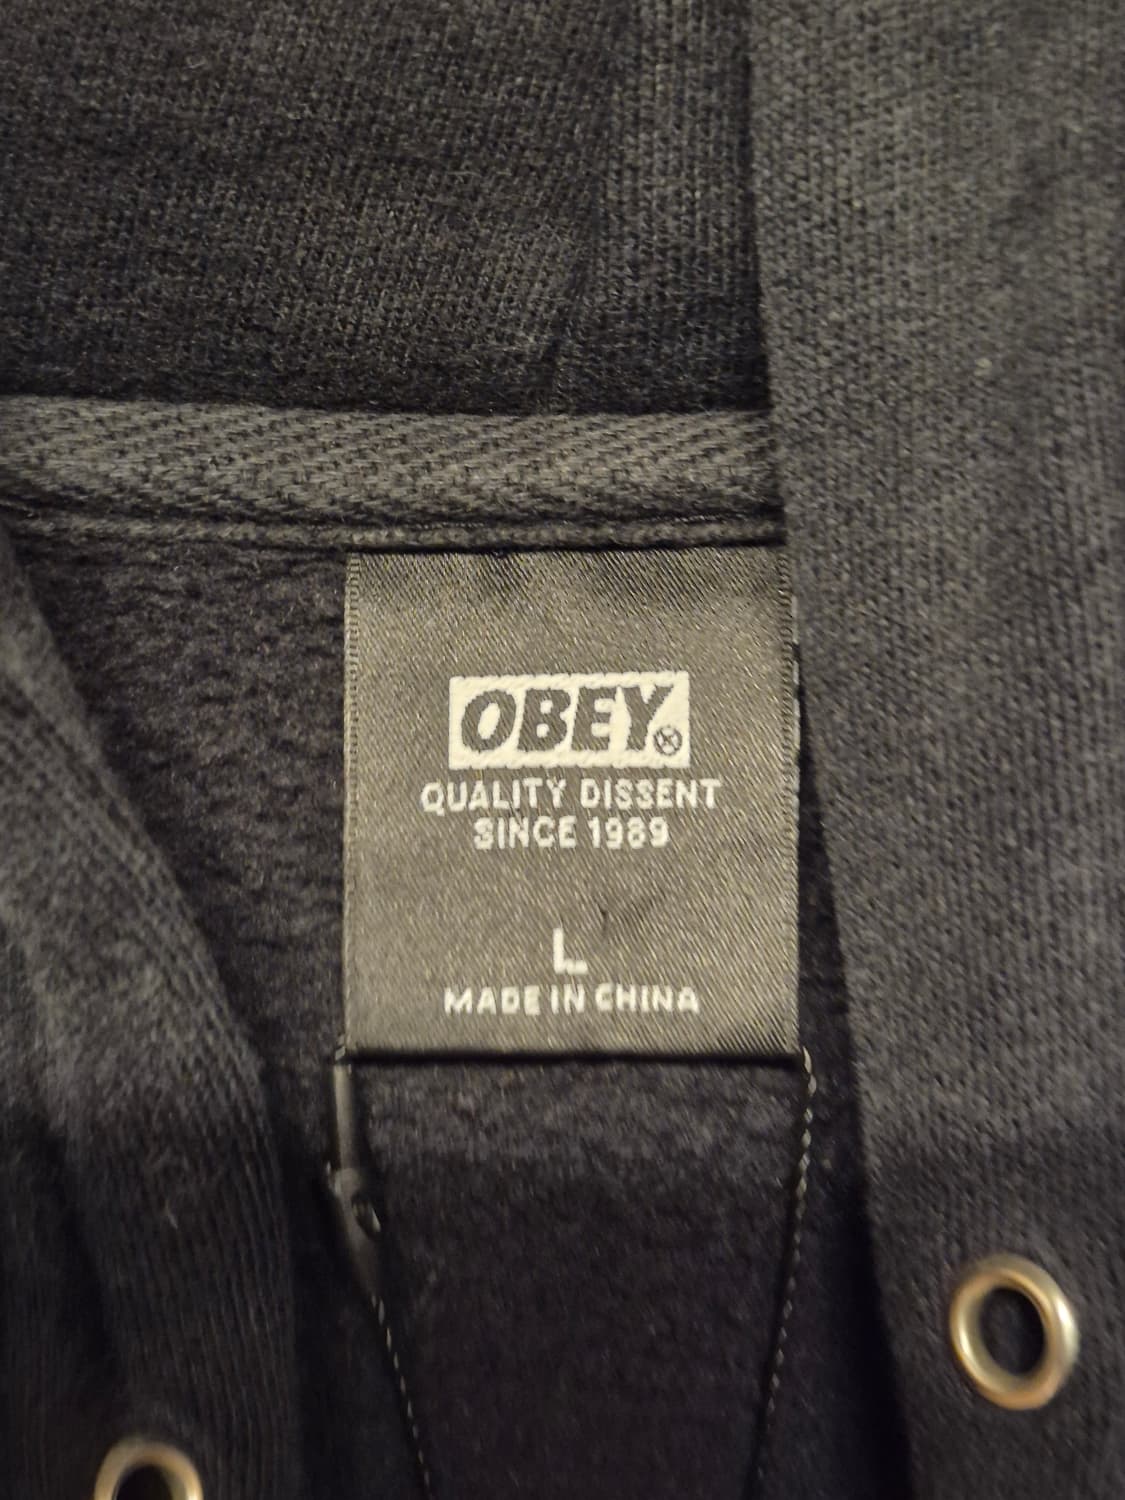 OBEY®
QUALITY DISSENT
SINCE 1989
L
MADE IN CHINA